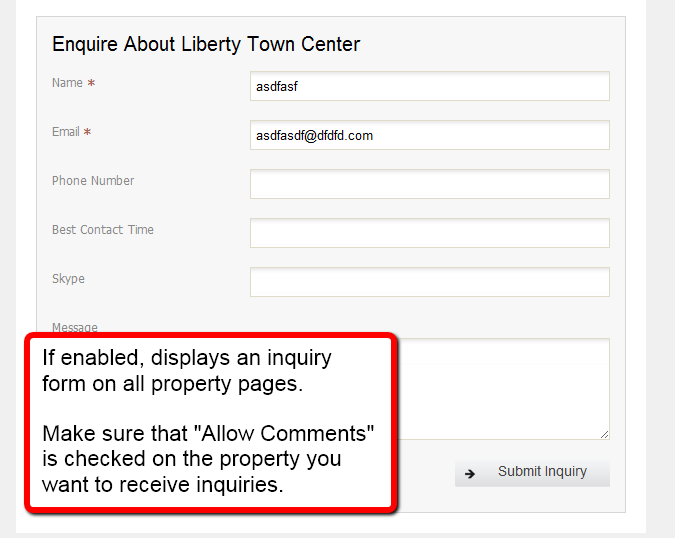 Enquire About Liberty Town Center
Name *
asdfasf
Email *
asdfasdf@dfdfd.com
Phone Number
Best Contact Time
Skype
Message
If enabled, displays an inquiry
form on all property pages.
Make sure that "Allow Comments"
is checked on the property you
want to receive inquiries.
Submit Inquiry